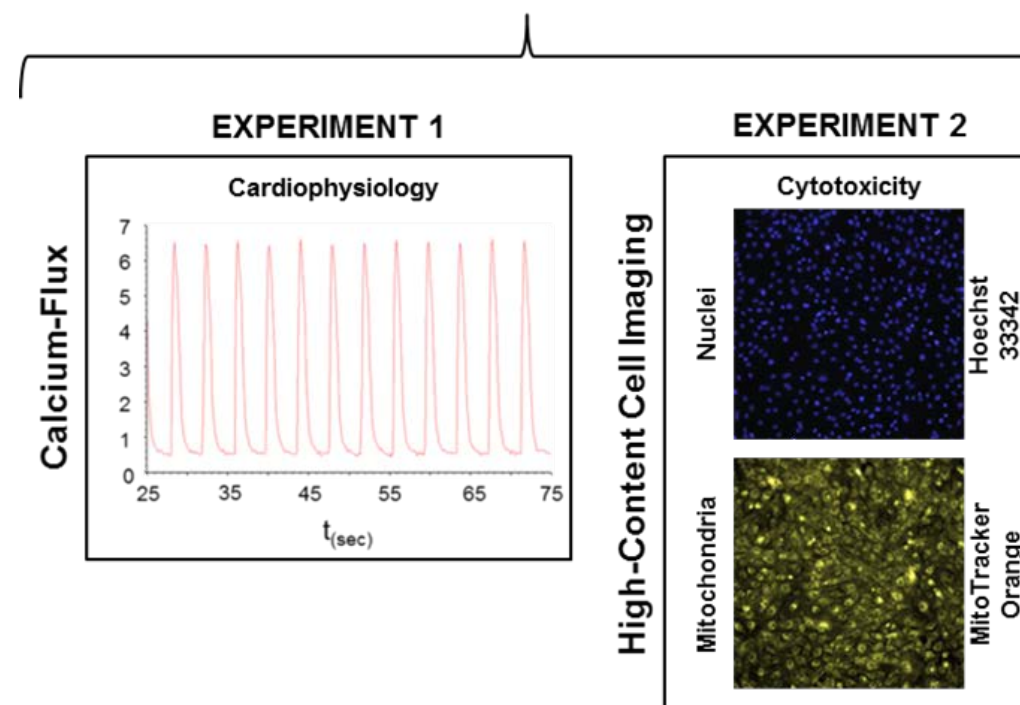 EXPERIMENT 1
Cardiophysiology
Calcium-Flux
7
6
5
4
3
2
1
0
25 35 45 55 65 75
t(sec)
EXPERIMENT 2
Cytotoxicity
High-Content Cell Imaging
Nuclei
Hoechst
33342
Mitochondria
MitoTracker
Orange